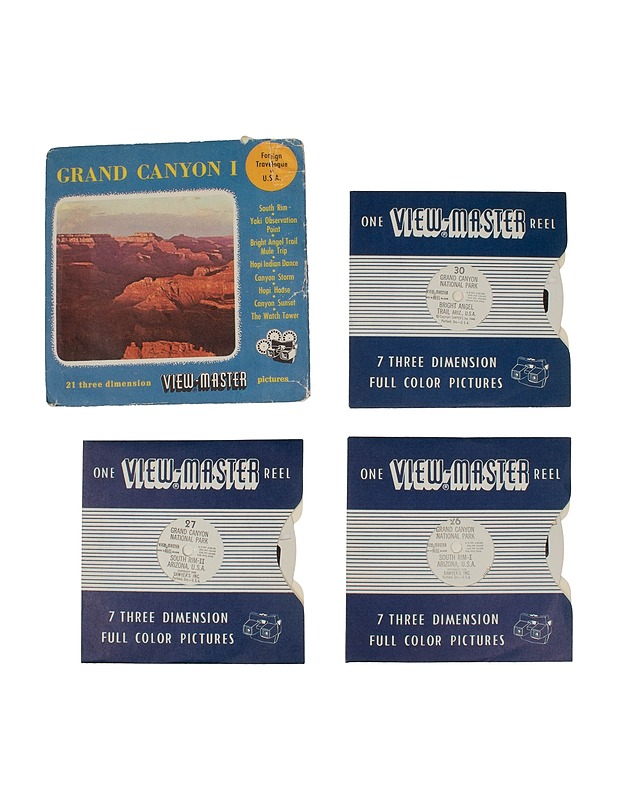 GRAND CANYON I
Foreign
Travelogue
U.S.A.
South Rim
Yaki Observation
Point
Bright Angel Trail
Mule Trip
Hopi Indian Dance
Canyon Storm
Hopi House
Canyon Sunset
The Watch Tower
21 three dimension VIEW-MASTER pictures
ONE VIEW-MASTER REEL
30
GRAND CANYON
NATIONAL PARK
BRIGHT ANGEL
TRAIL ARIZ., U.S.A.
7 THREE DIMENSION
FULL COLOR PICTURES
ONE VIEW-MASTER REEL
27
GRAND CANYON
NATIONAL PARK
SOUTH RIM-II
ARIZONA, U.S.A.
SAWYER'S INC
7 THREE DIMENSION
FULL COLOR PICTURES
ONE VIEW-MASTER REEL
26
GRAND CANYON
NATIONAL PARK
SOUTH RIM-I
ARIZONA, U.S.A.
SAWYER'S INC
7 THREE DIMENSION
FULL COLOR PICTURES